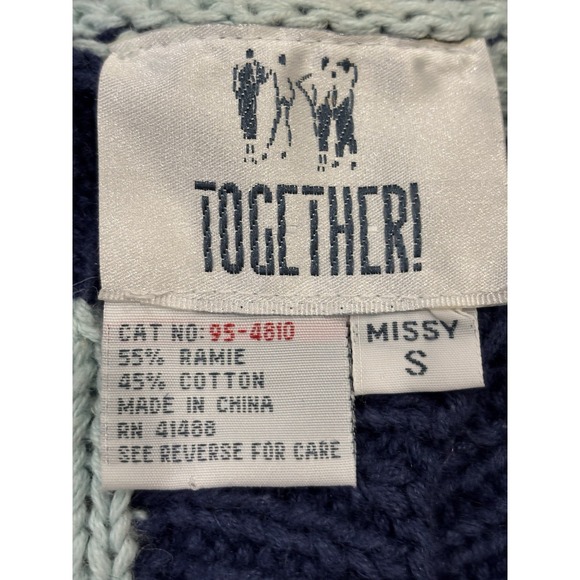 TOGETHER!
CAT NO: 95-4810
55% RAMIE
45% COTTON
MADE IN CHINA
RN 41488
SEE REVERSE FOR CARE
MISSY
S